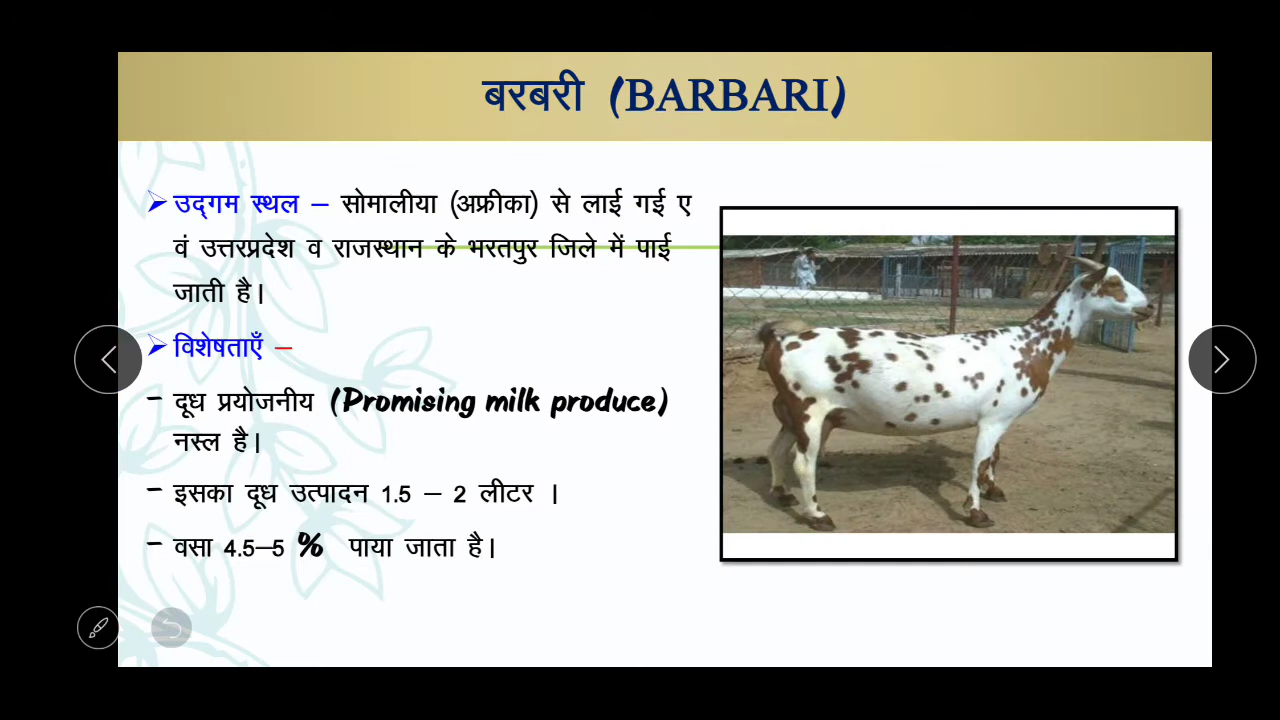 बरबरी (BARBARI)
उद्गम स्थल – सोमालीया (अफ्रीका) से लाई गई ए
वं उत्तरप्रदेश व राजस्थान के भरतपुर जिले में पाई
जाती है।
विशेषताएँ –
- दूध प्रयोजनीय (Promising milk produce)
नस्ल है।
- इसका दूध उत्पादन 1.5 – 2 लीटर ।
- वसा 4.5–5 % पाया जाता है।